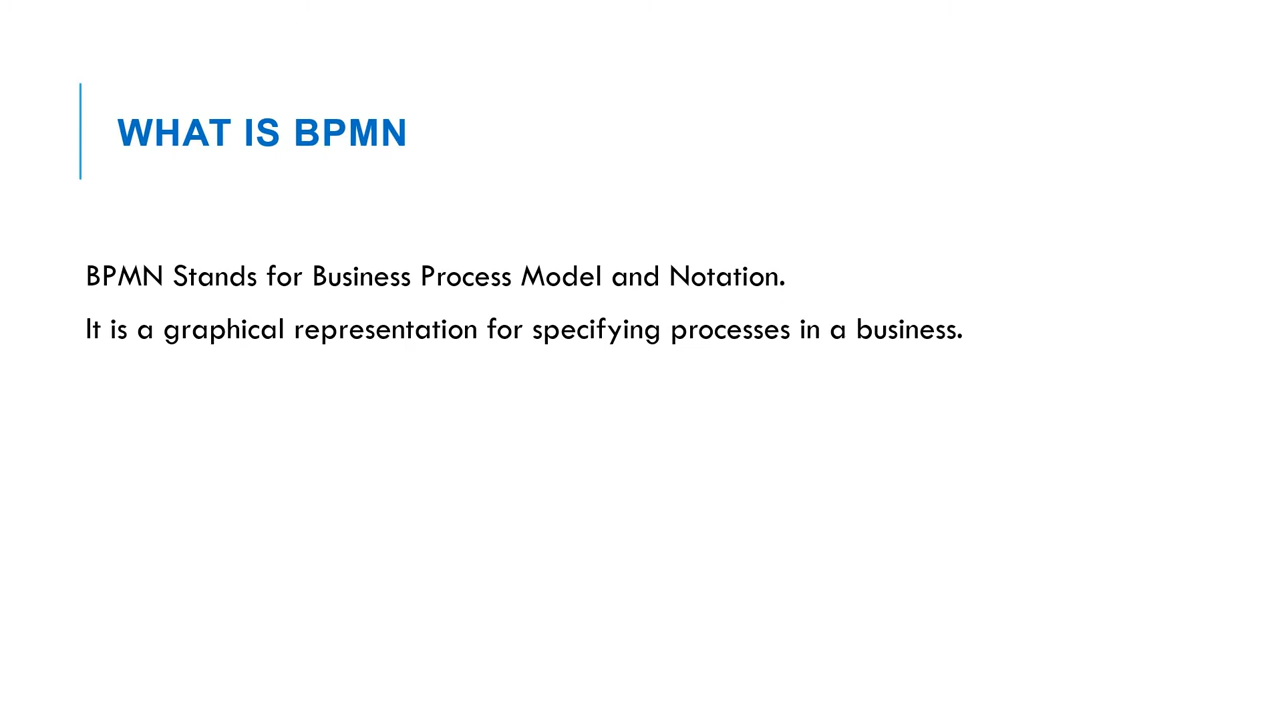 WHAT IS BPMN
BPMN Stands for Business Process Model and Notation.
It is a graphical representation for specifying processes in a business.